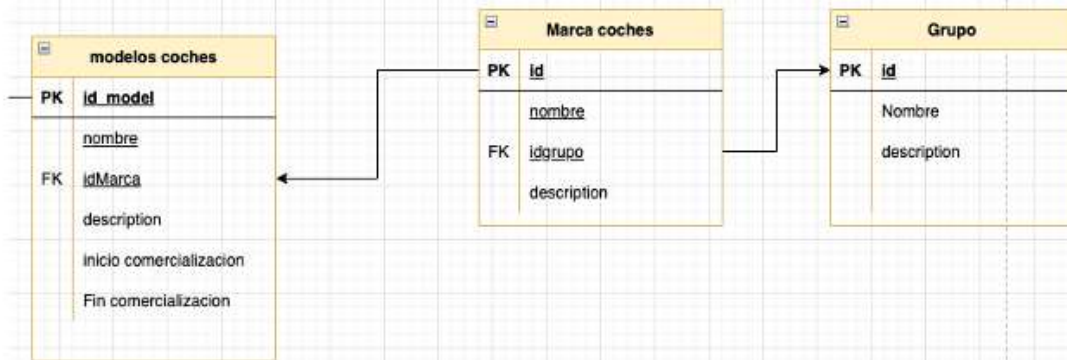 modelos coches
PK id_model
nombre
FK idMarca
description
inicio comercializacion
Fin comercializacion
Marca coches
PK id
nombre
FK idgrupo
description
Grupo
PK id
Nombre
description